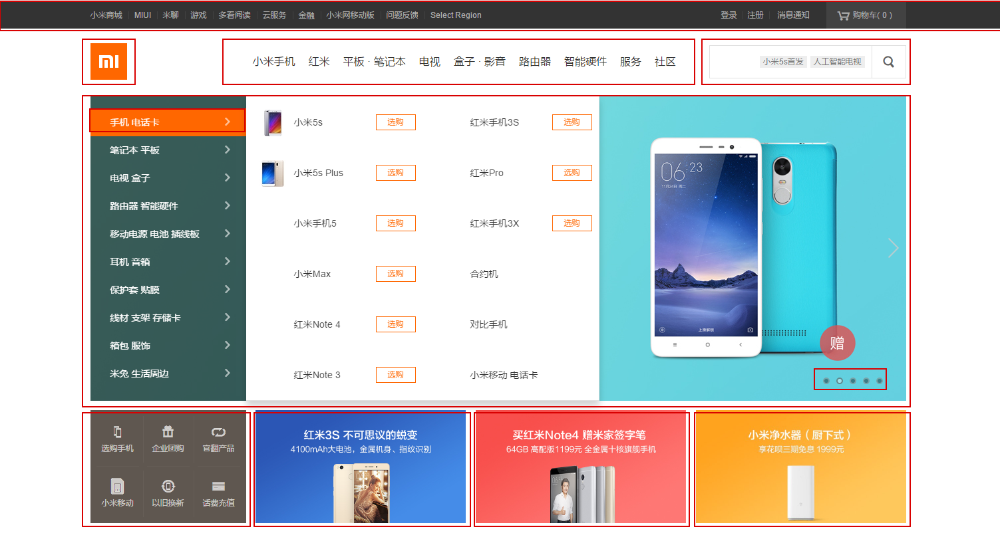 小米商城 MIUI 米聊 游戏 多看阅读 云服务 金融 小米网移动版 问题反馈 Select Region 登录 注册 消息通知 购物车( 0 )
小米手机 红米 平板 · 笔记本 电视 盒子 · 影音 路由器 智能硬件 服务 社区 小米5s首发 人工智能电视
手机 电话卡
笔记本 平板
电视 盒子
路由器 智能硬件
移动电源 电池 插线板
耳机 音箱
保护套 贴膜
线材 支架 存储卡
箱包 服饰
米兔 生活周边
小米5s 选购 红米手机3S 选购
小米5s Plus 选购 红米Pro 选购
小米手机5 选购 红米手机3X 选购
小米Max 选购 合约机
红米Note 4 选购 对比手机
红米Note 3 选购 小米移动 电话卡
06:23
11月24日 周二
上滑解锁
赠
选购手机 企业团购 官翻产品
小米移动 以旧换新 话费充值
红米3S 不可思议的蜕变
4100mAh大电池，金属机身、指纹识别
买红米Note4 赠米家签字笔
64GB 高配版1199元 全金属十核旗舰手机
小米净水器（厨下式）
享花呗三期免息 1999元